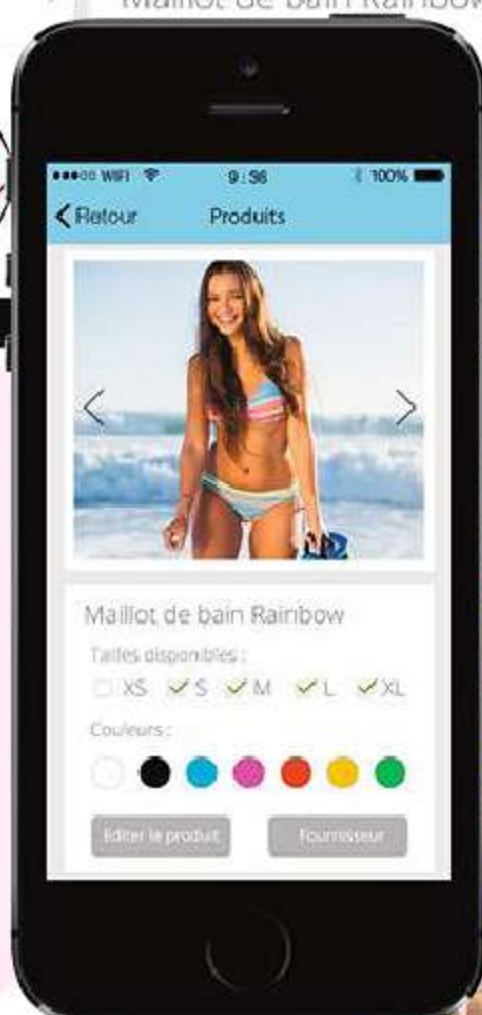 Maillot de bain Rainbow
WIFI 9:36 100%
Retour Produits
Maillot de bain Rainbow
Tailles disponibles :
XS S M L XL
Couleurs :
Editer le produit Fournisseur